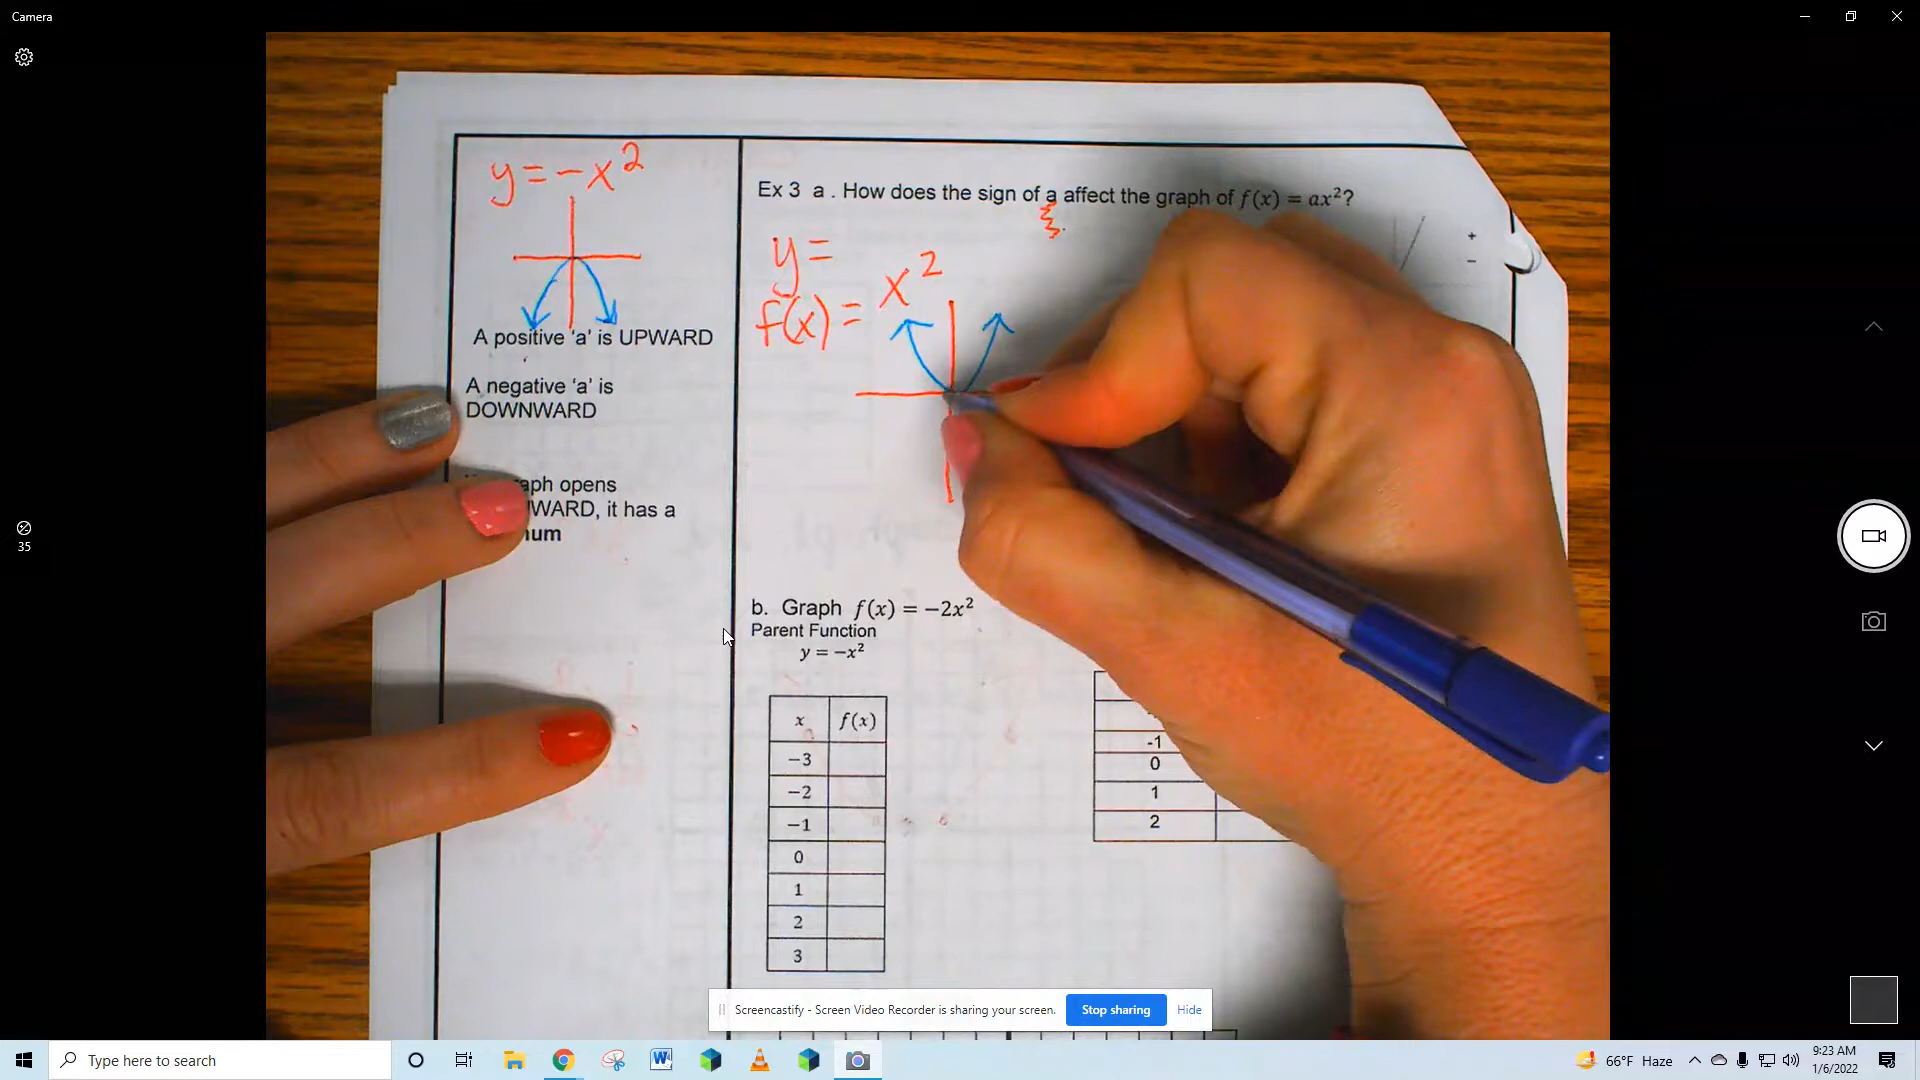 Camera
35
y = -x²
A positive 'a' is UPWARD
A negative 'a' is
DOWNWARD
opens
WARD, it has a
Ex 3 a . How does the sign of a affect the graph of f(x) = ax²?
+
−
y =
f(x) = x²
b. Graph f(x) = −2x²
Parent Function
y = −x²
x f(x)
−3
−2
−1
0
1
2
3
-1
0
1
2
Screencastify - Screen Video Recorder is sharing your screen. Stop sharing Hide
Type here to search
66°F Haze
9:23 AM
1/6/2022